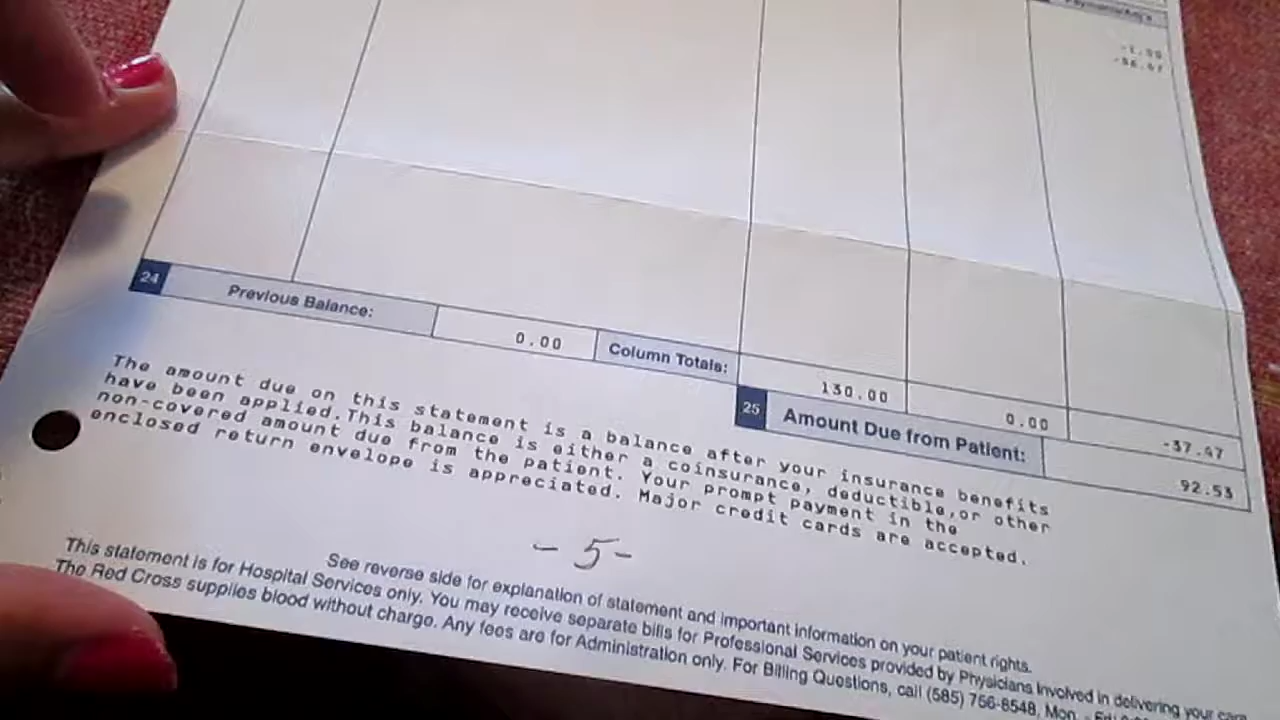 -1.00
-36.47
24 Previous Balance: 0.00 Column Totals: 130.00 0.00 -37.47
25 Amount Due from Patient: 92.53
The amount due on this statement is a balance after your insurance benefits
have been applied.This balance is either a coinsurance, deductible,or other
non-covered amount due from the patient. Your prompt payment in the
enclosed return envelope is appreciated. Major credit cards are accepted.
- 5 -
See reverse side for explanation of statement and important information on your patient rights.
This statement is for Hospital Services only. You may receive separate bills for Professional Services provided by Physicians involved in delivering your care.
The Red Cross supplies blood without charge. Any fees are for Administration only. For Billing Questions, call (585) 756-8548, Mon. - Fri